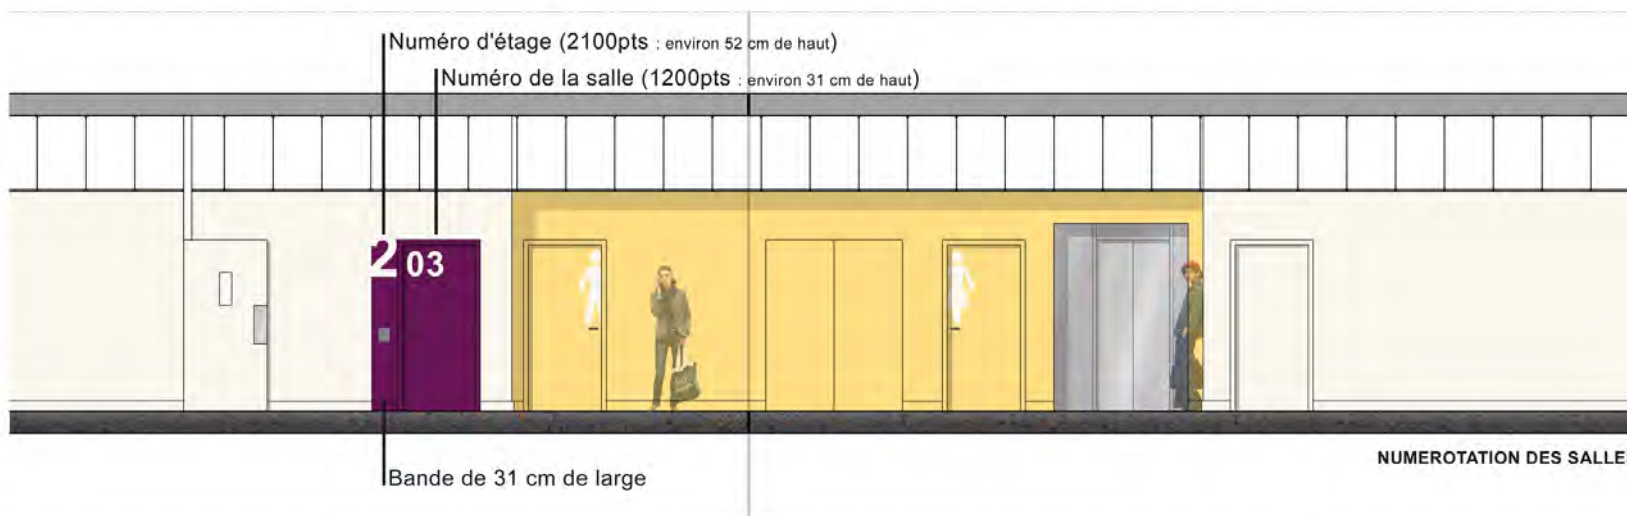 Numéro d'étage (2100pts : environ 52 cm de haut)
Numéro de la salle (1200pts : environ 31 cm de haut)
2 03
Bande de 31 cm de large
NUMEROTATION DES SALLES